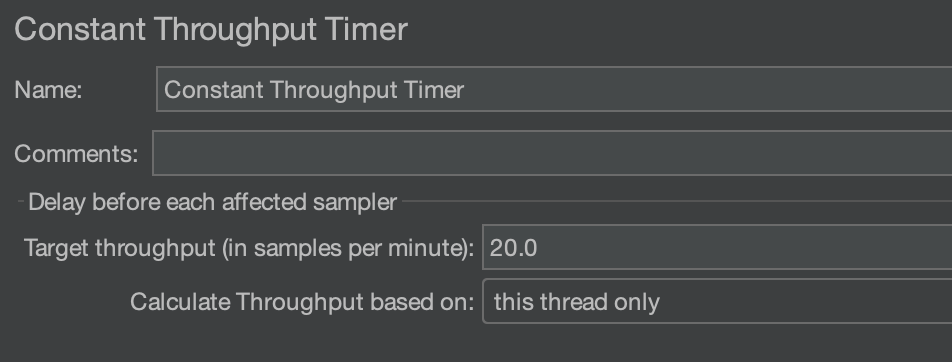 Constant Throughput Timer
Name: Constant Throughput Timer
Comments:
Delay before each affected sampler
Target throughput (in samples per minute): 20.0
Calculate Throughput based on: this thread only